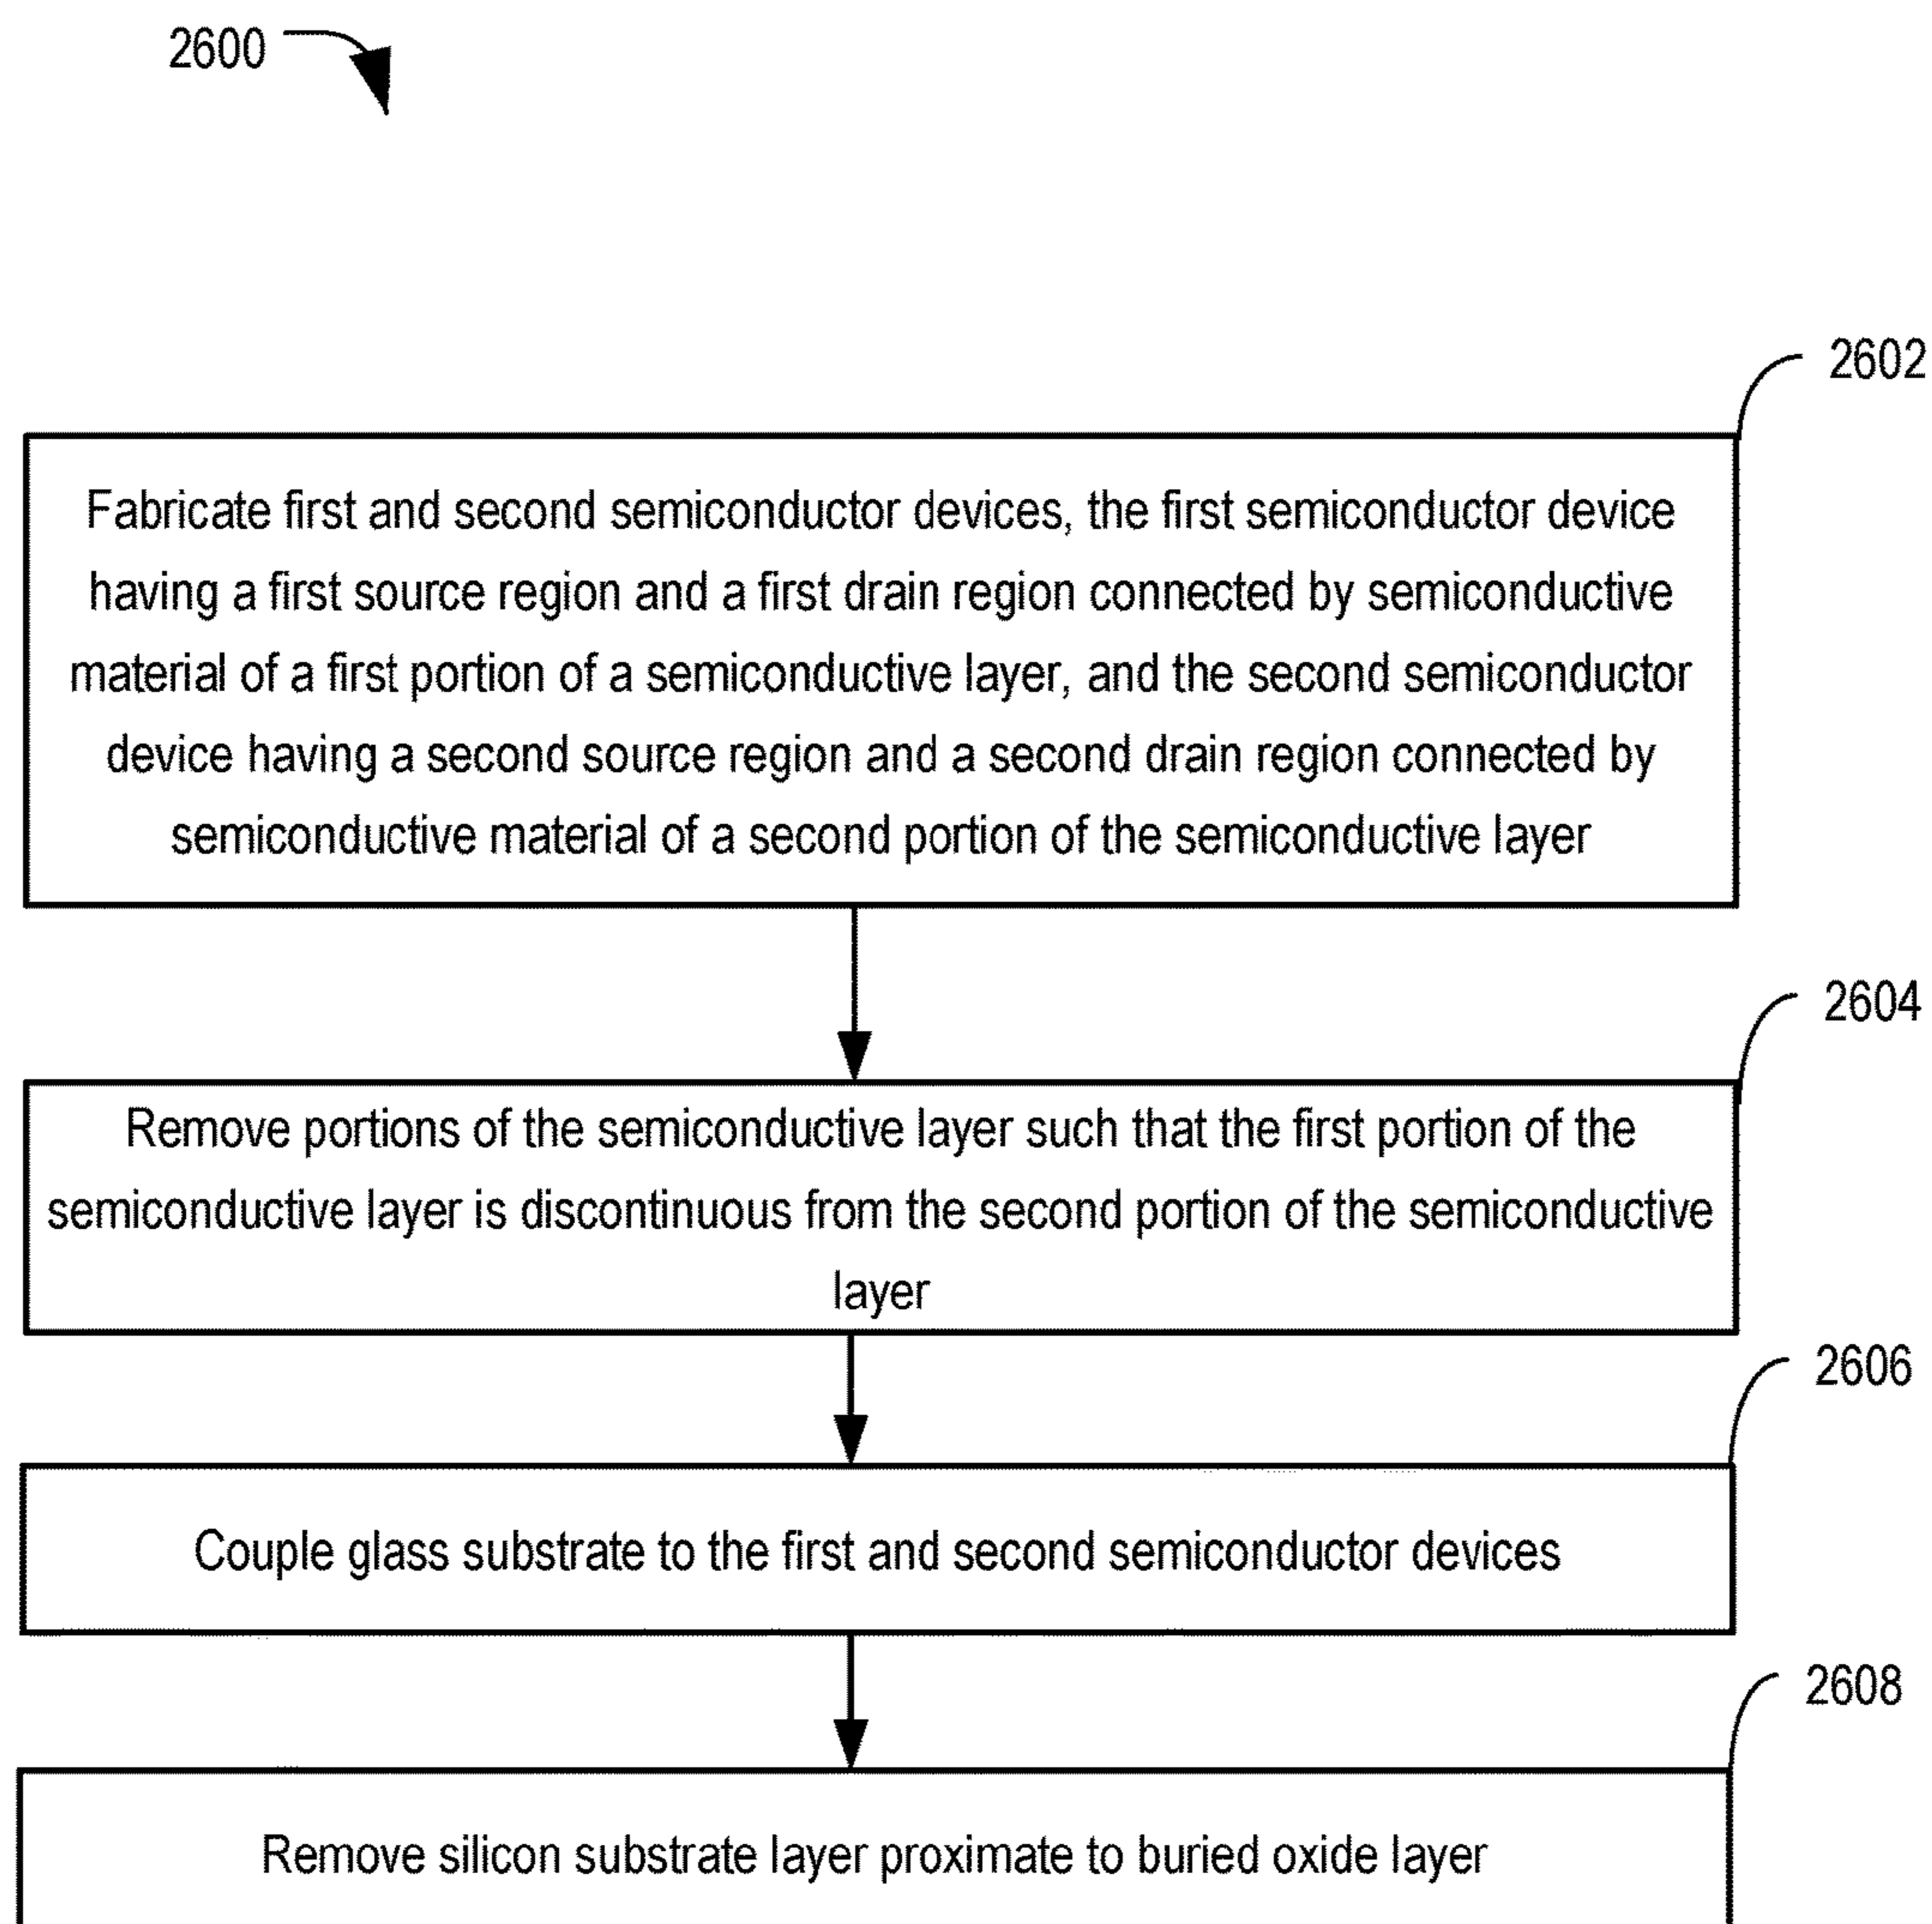 2600
2602
Fabricate first and second semiconductor devices, the first semiconductor device
having a first source region and a first drain region connected by semiconductive
material of a first portion of a semiconductive layer, and the second semiconductor
device having a second source region and a second drain region connected by
semiconductive material of a second portion of the semiconductive layer
2604
Remove portions of the semiconductive layer such that the first portion of the
semiconductive layer is discontinuous from the second portion of the semiconductive
layer
2606
Couple glass substrate to the first and second semiconductor devices
2608
Remove silicon substrate layer proximate to buried oxide layer